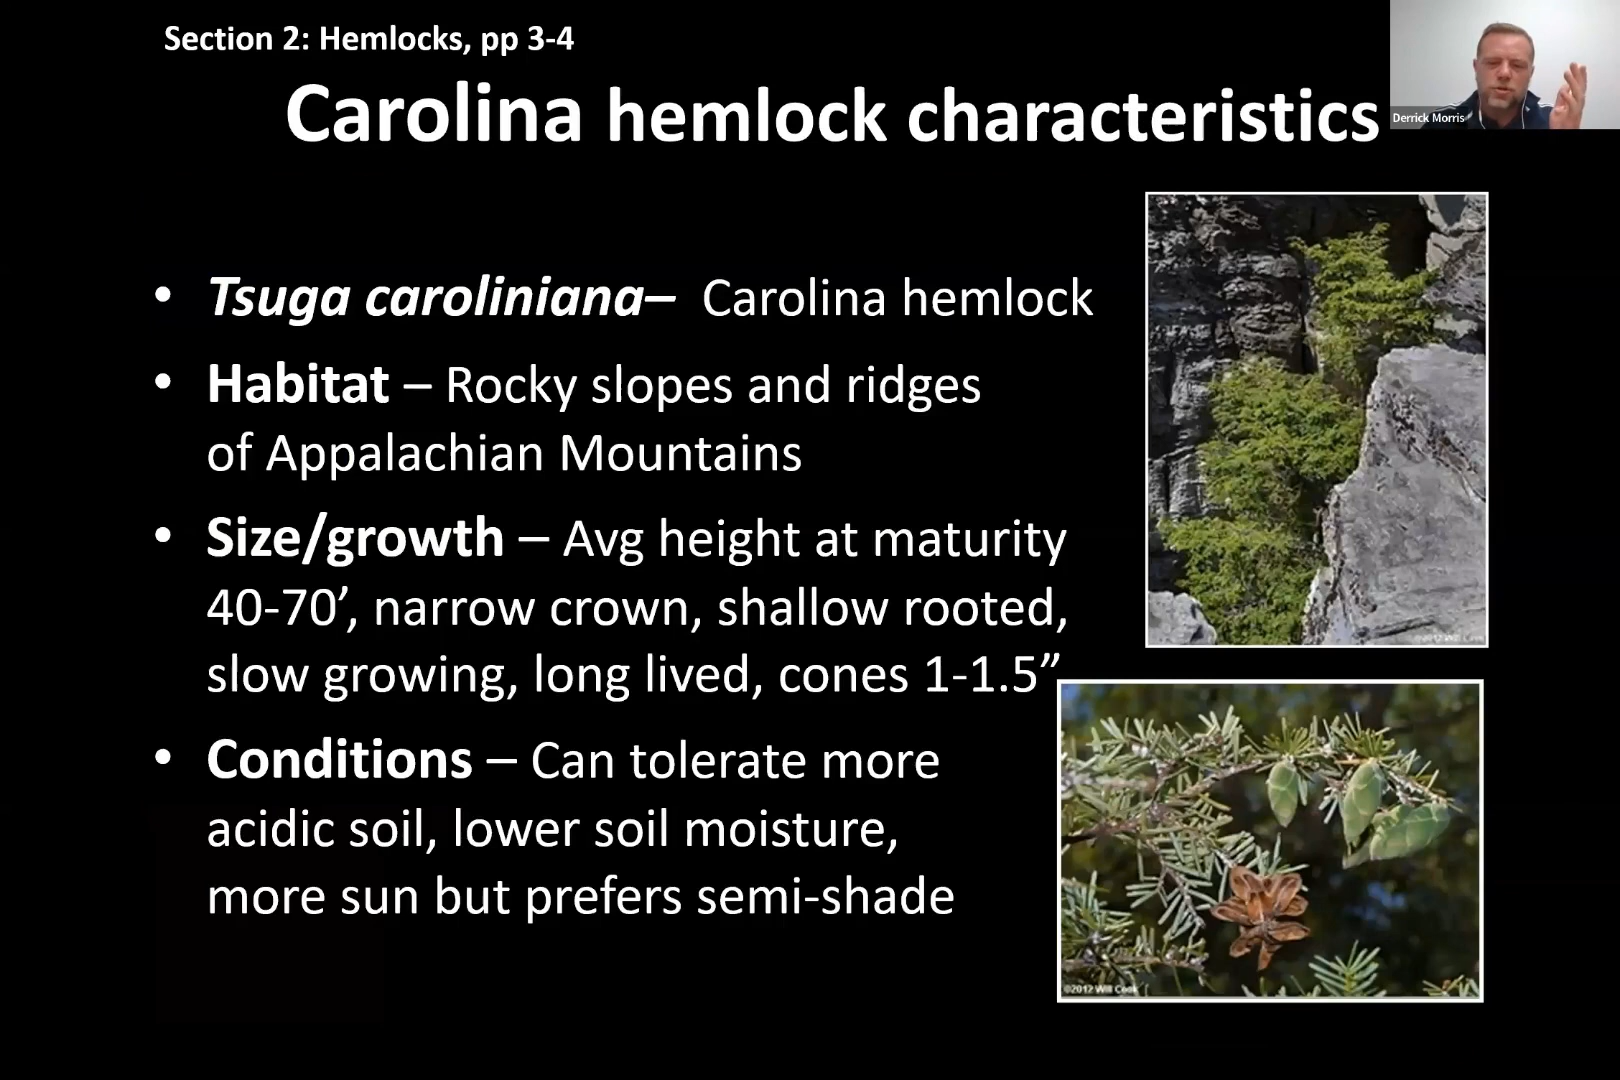 Section 2: Hemlocks, pp 3-4
Carolina hemlock characteristics
Derrick Morris
• Tsuga caroliniana– Carolina hemlock
• Habitat – Rocky slopes and ridges
of Appalachian Mountains
• Size/growth – Avg height at maturity
40-70’, narrow crown, shallow rooted,
slow growing, long lived, cones 1-1.5”
• Conditions – Can tolerate more
acidic soil, lower soil moisture,
more sun but prefers semi-shade
©2012 Will Cook
©2012 Will Cook